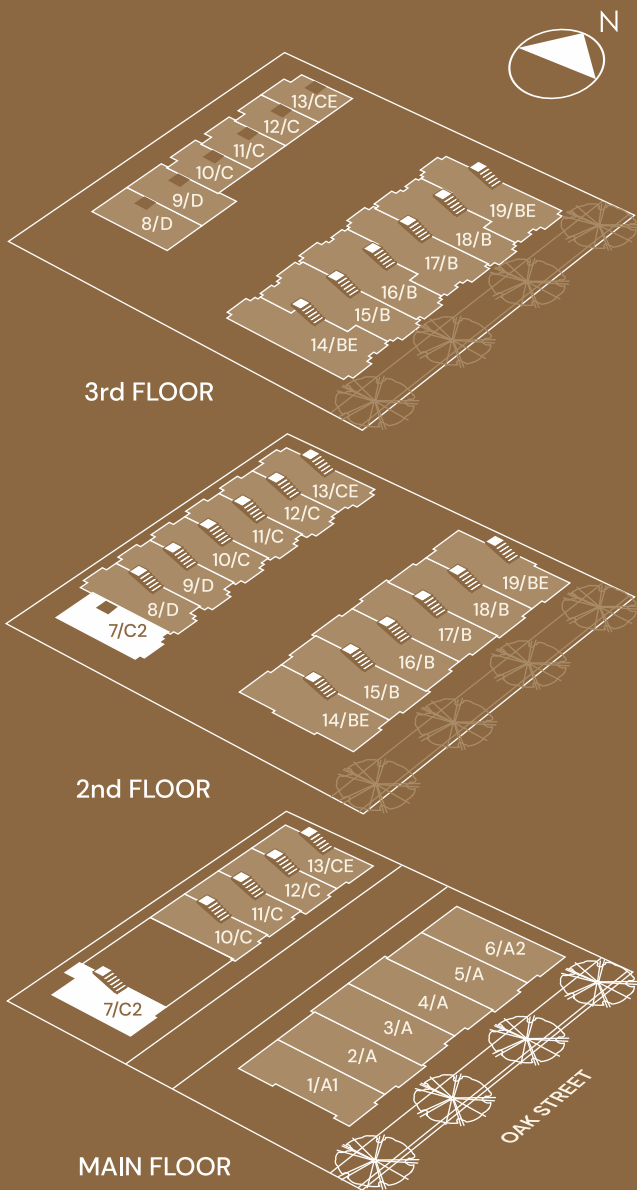 N
13/CE
12/C
11/C
10/C
9/D
8/D
19/BE
18/B
17/B
16/B
15/B
14/BE
3rd FLOOR
13/CE
12/C
11/C
10/C
9/D
8/D
7/C2
19/BE
18/B
17/B
16/B
15/B
14/BE
2nd FLOOR
13/CE
12/C
11/C
10/C
7/C2
6/A2
5/A
4/A
3/A
2/A
1/A1
OAK STREET
MAIN FLOOR